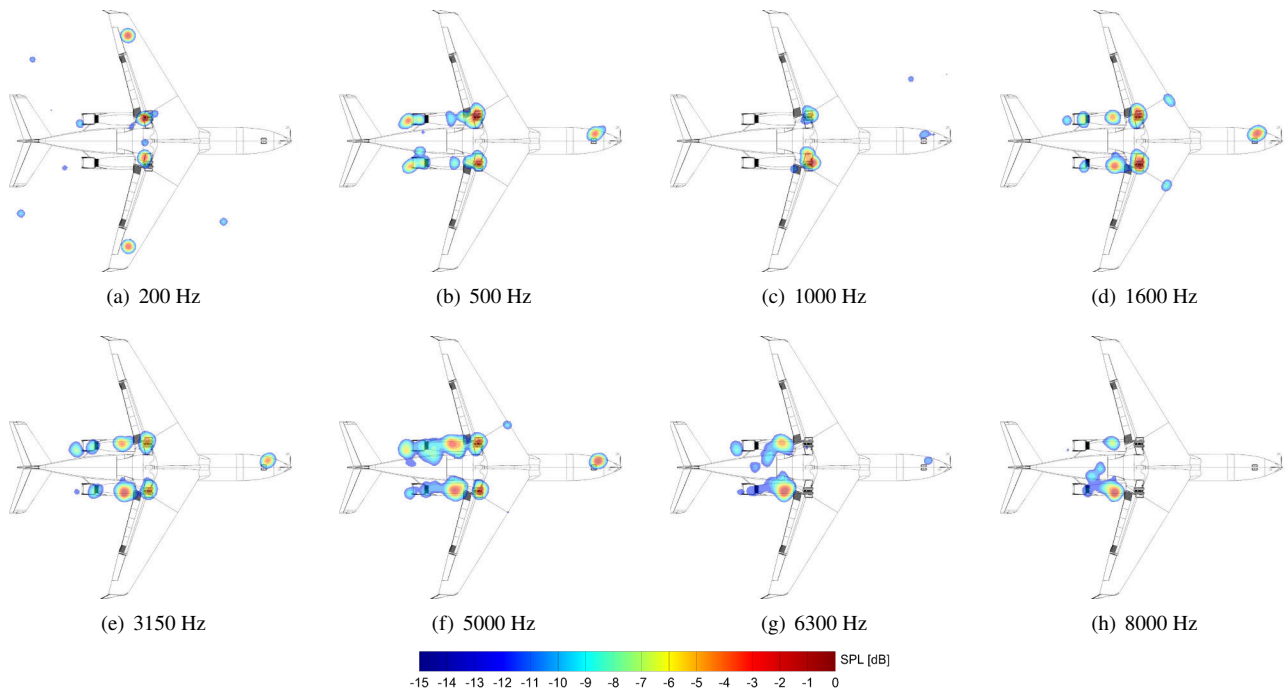 (a) 200 Hz
(b) 500 Hz
(c) 1000 Hz
(d) 1600 Hz
(e) 3150 Hz
(f) 5000 Hz
(g) 6300 Hz
(h) 8000 Hz
SPL [dB]
-15 -14 -13 -12 -11 -10 -9 -8 -7 -6 -5 -4 -3 -2 -1 0